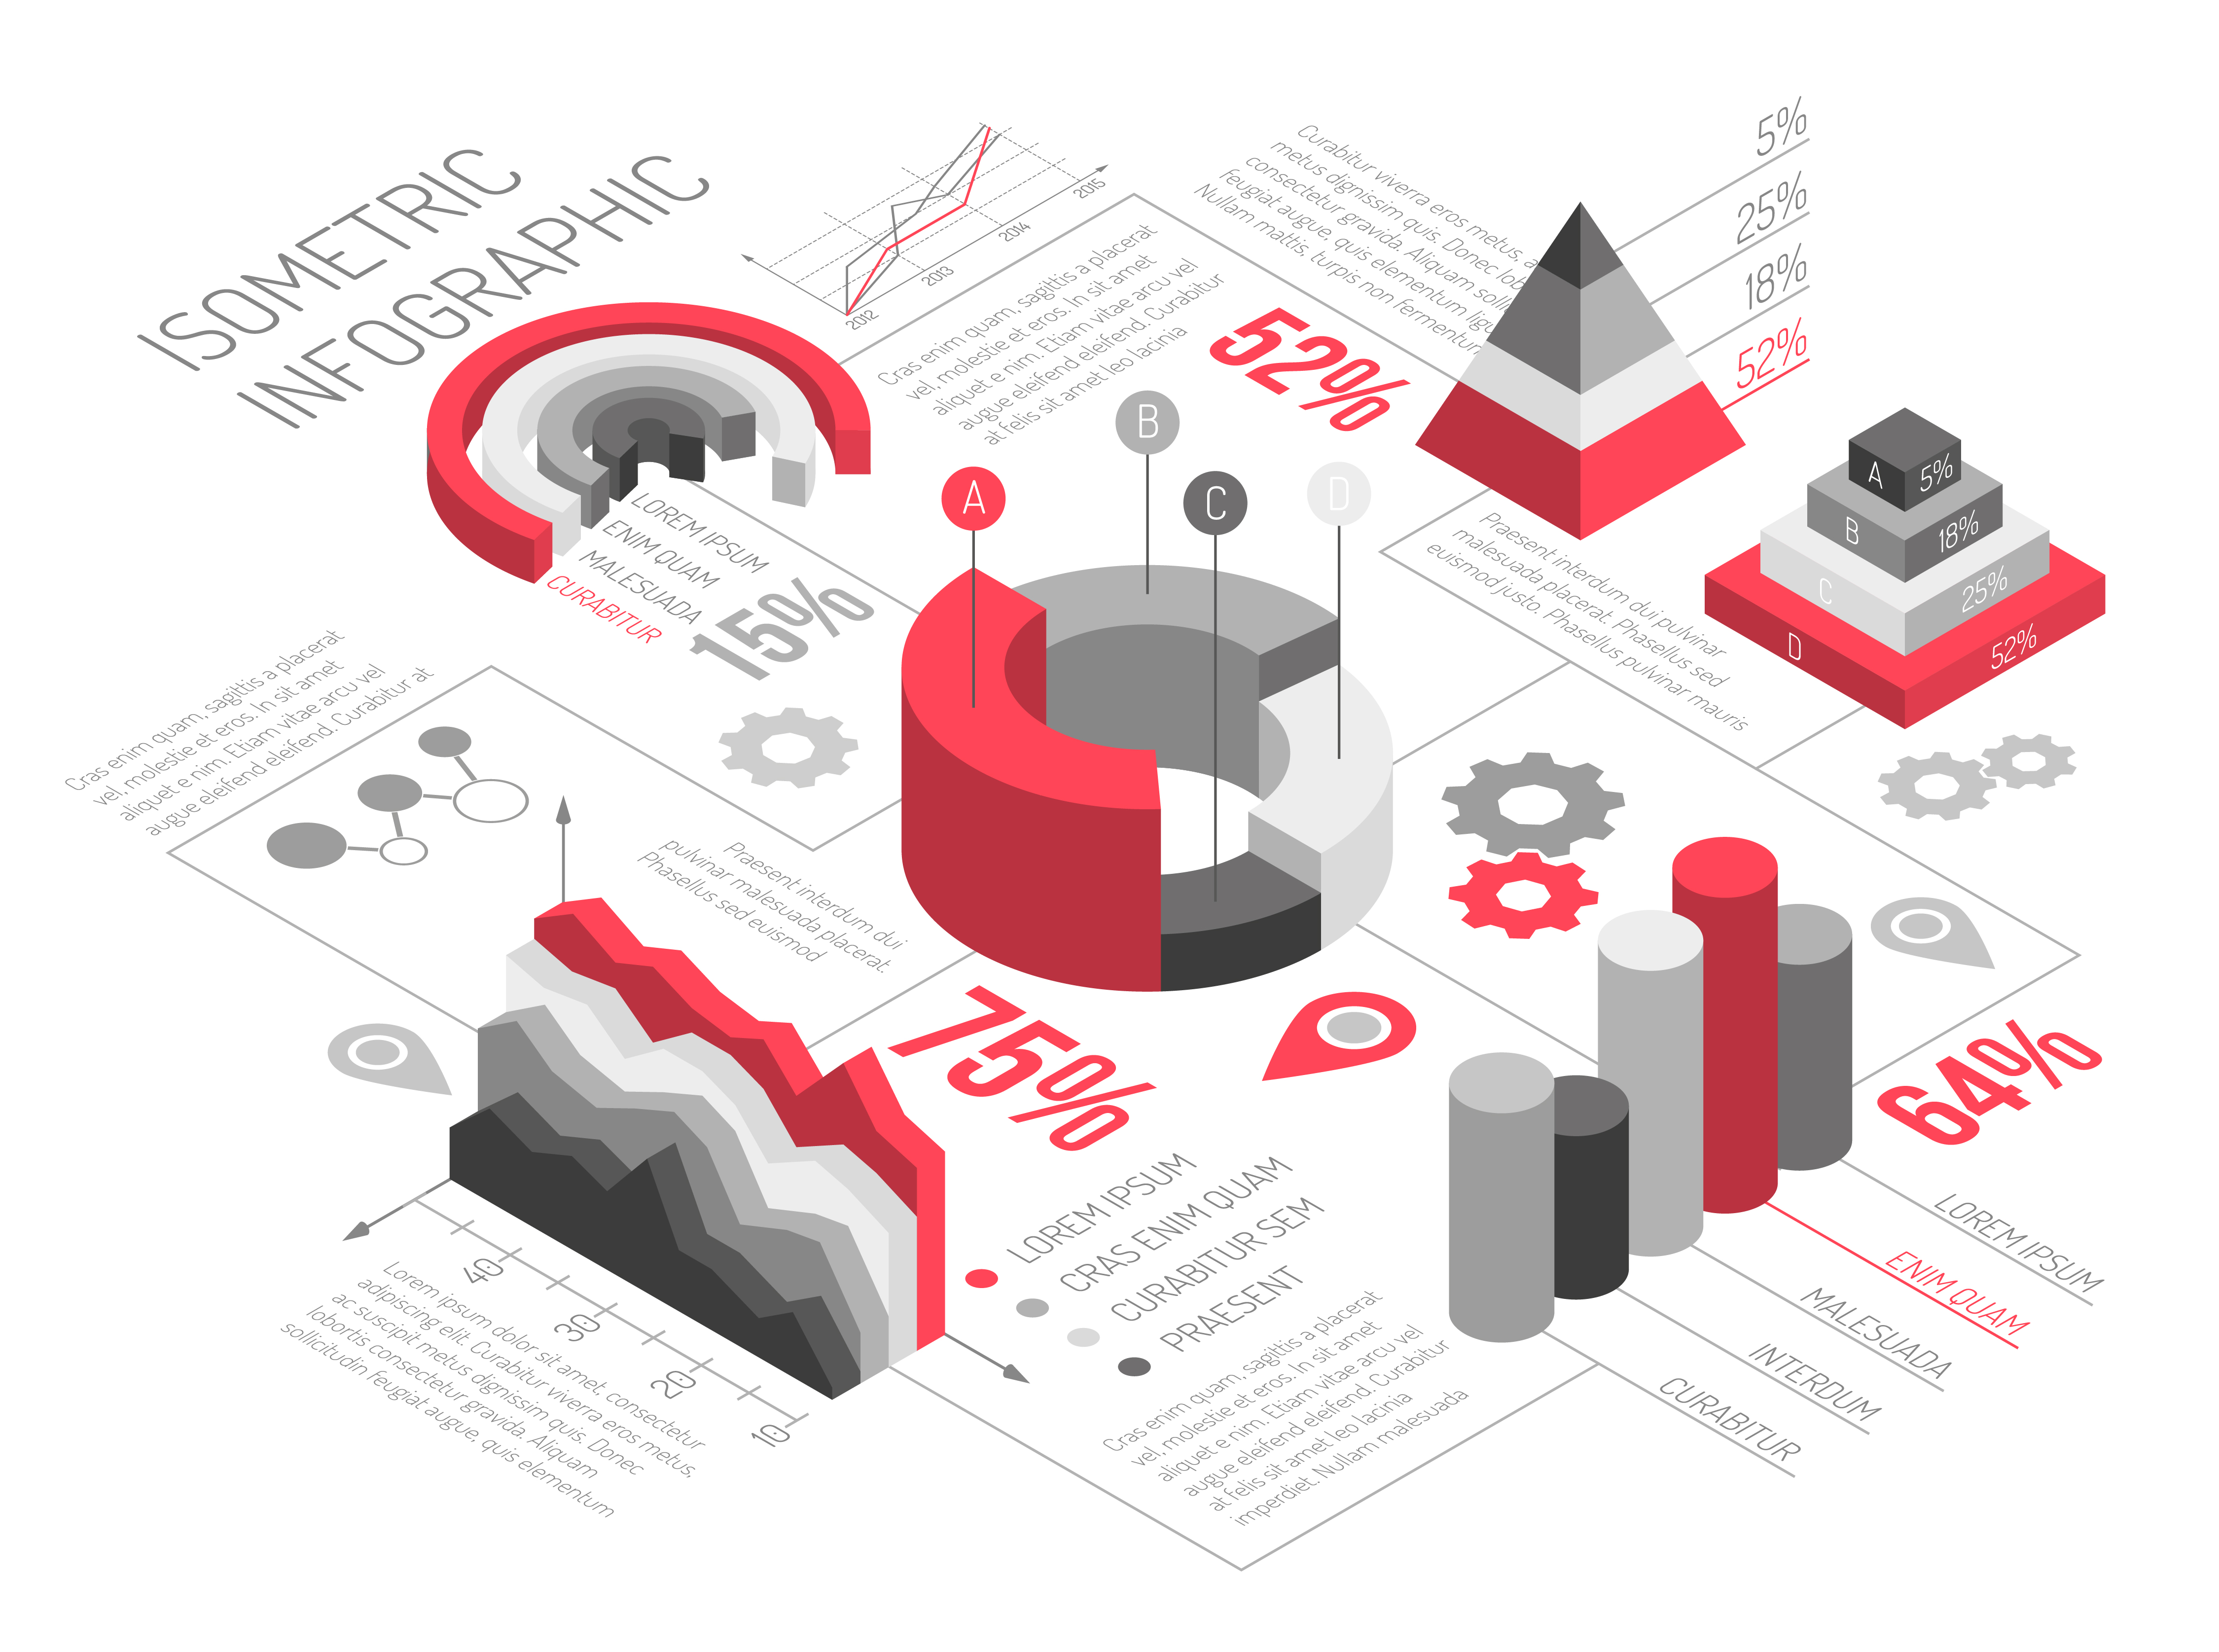 ISOMETRIC
INFOGRAPHIC
2012
2013
2014
2015
Cras enim quam, sagittis a placerat
vel, molestie et eros. In sit amet
aliquet e nim. Etiam vitae arcu vel
augue eleifend eleifend. Curabitur
at felis sit amet leo lacinia
Curabitur viverra eros metus, a
metus dignissim quis. Donec lob
consectetur gravida. Aliquam solli
feugiat augue, quis elementum ligu
Nullam mattis, turpis non fermentum
52%
5%
25%
18%
52%
A
5%
B
18%
C
25%
D
52%
Praesent interdum dui pulvinar
malesuada placerat. Phasellus sed
euismod justo. Phasellus pulvinar mauris
A
B
C
D
LOREM IPSUM
ENIM QUAM
MALESUADA
CURABITUR
15%
Cras enim quam, sagittis a placerat
vel, molestie et eros. In sit amet
aliquet e nim. Etiam vitae arcu vel
augue eleifend eleifend. Curabitur at
Praesent interdum dui
pulvinar malesuada placerat.
Phasellus sed euismod
75%
LOREM IPSUM
CRAS ENIM QUAM
CURABITUR SEM
PRAESENT
40
30
20
10
Lorem ipsum dolor sit amet, consectetur
adipiscing elit. Curabitur viverra eros metus,
ac suscipit metus dignissim quis. Donec
lobortis consectetur gravida. Aliquam
sollicitudin feugiat augue, quis elementum
Cras enim quam, sagittis a placerat
vel, molestie et eros. In sit amet
aliquet e nim. Etiam vitae arcu vel
augue eleifend eleifend. Curabitur
at felis sit amet leo lacinia
imperdiet. Nullam malesuada
64%
LOREM IPSUM
ENIM QUAM
MALESUADA
INTERDUM
CURABITUR